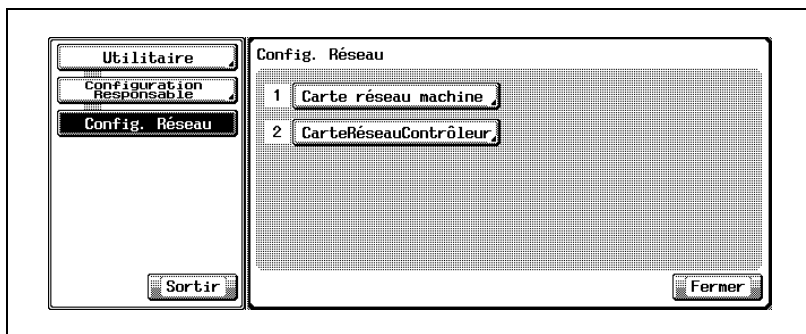 Utilitaire
Configuration
Responsable
Config. Réseau
Sortir
Config. Réseau
1 Carte réseau machine
2 CarteRéseauContrôleur
Fermer